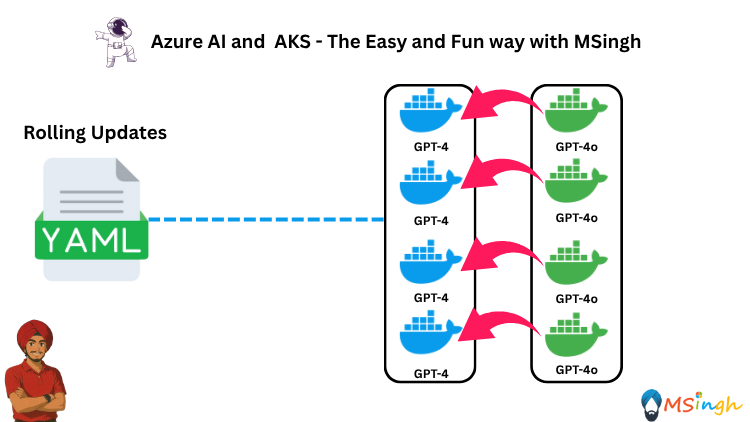 Azure AI and  AKS - The Easy and Fun way with MSingh
Rolling Updates
YAML
GPT-4
GPT-4o
GPT-4
GPT-4o
GPT-4
GPT-4o
GPT-4
GPT-4o
MSingh